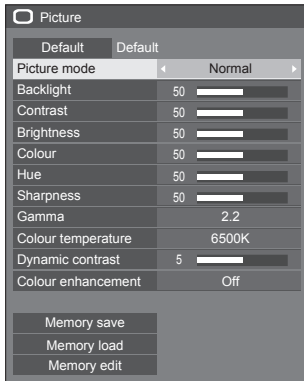 Picture
Default Default
Picture mode Normal
Backlight 50
Contrast 50
Brightness 50
Colour 50
Hue 50
Sharpness 50
Gamma 2.2
Colour temperature 6500K
Dynamic contrast 5
Colour enhancement Off
Memory save
Memory load
Memory edit